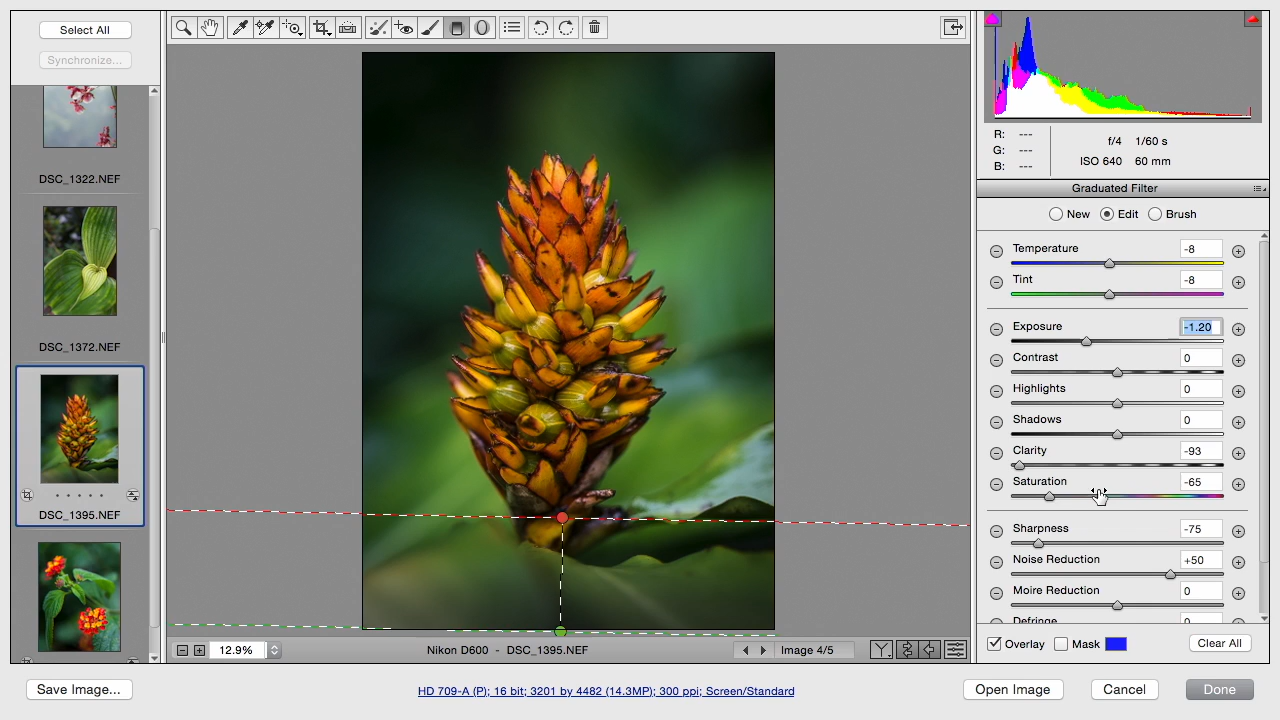 Select All
Synchronize...
DSC_1322.NEF
DSC_1372.NEF
DSC_1395.NEF
12.9%
Nikon D600 - DSC_1395.NEF
Image 4/5
R: ---
G: ---
B: ---
f/4 1/60 s
ISO 640 60 mm
Graduated Filter
New Edit Brush
Temperature -8
Tint -8
Exposure -1.20
Contrast 0
Highlights 0
Shadows 0
Clarity -93
Saturation -65
Sharpness -75
Noise Reduction +50
Moire Reduction 0
Defringe 0
Overlay Mask Clear All
Save Image...
HD 709-A (P); 16 bit; 3201 by 4482 (14.3MP); 300 ppi; Screen/Standard
Open Image Cancel Done